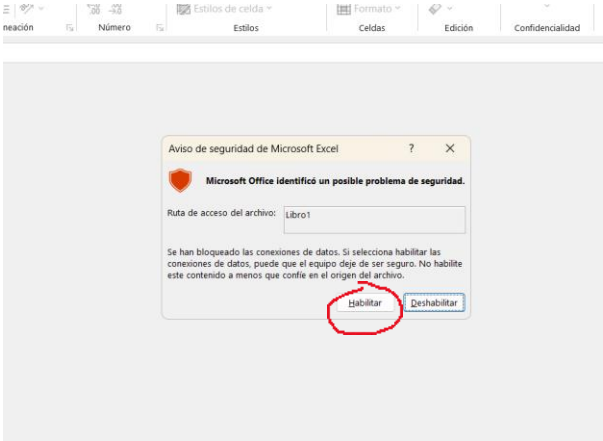 Estilos de celda
Formato
neación
Número
Estilos
Celdas
Edición
Confidencialidad
Aviso de seguridad de Microsoft Excel
?
X
Microsoft Office identificó un posible problema de seguridad.
Ruta de acceso del archivo:
Libro1
Se han bloqueado las conexiones de datos. Si selecciona habilitar las
conexiones de datos, puede que el equipo deje de ser seguro. No habilite
este contenido a menos que confíe en el origen del archivo.
Habilitar
Deshabilitar